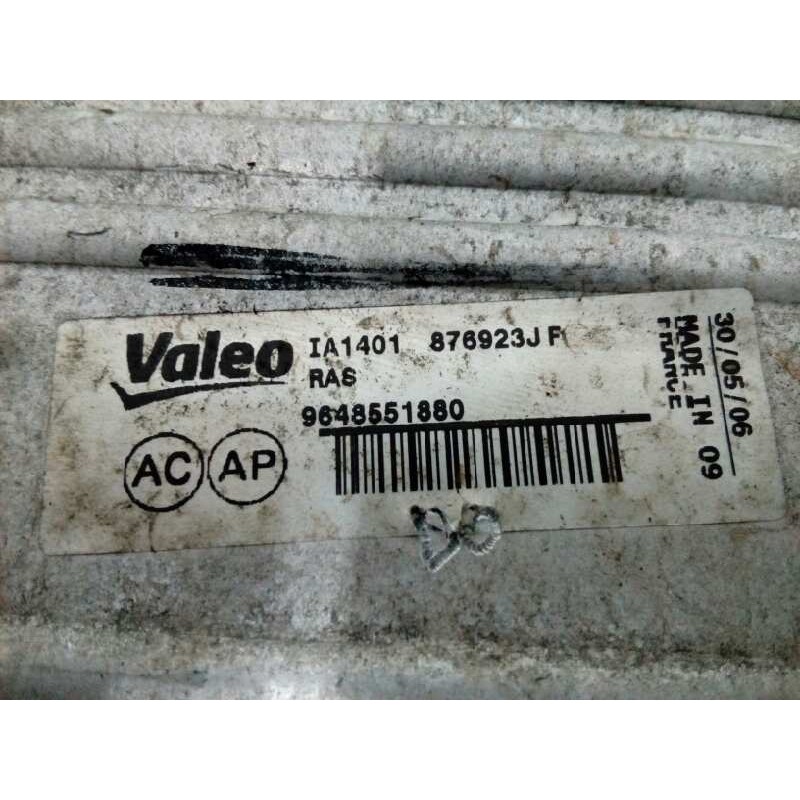 Valeo IA1401 876923J F
RAS
9648551880
AC AP
30/05/06
MADE IN 09
FRANCE